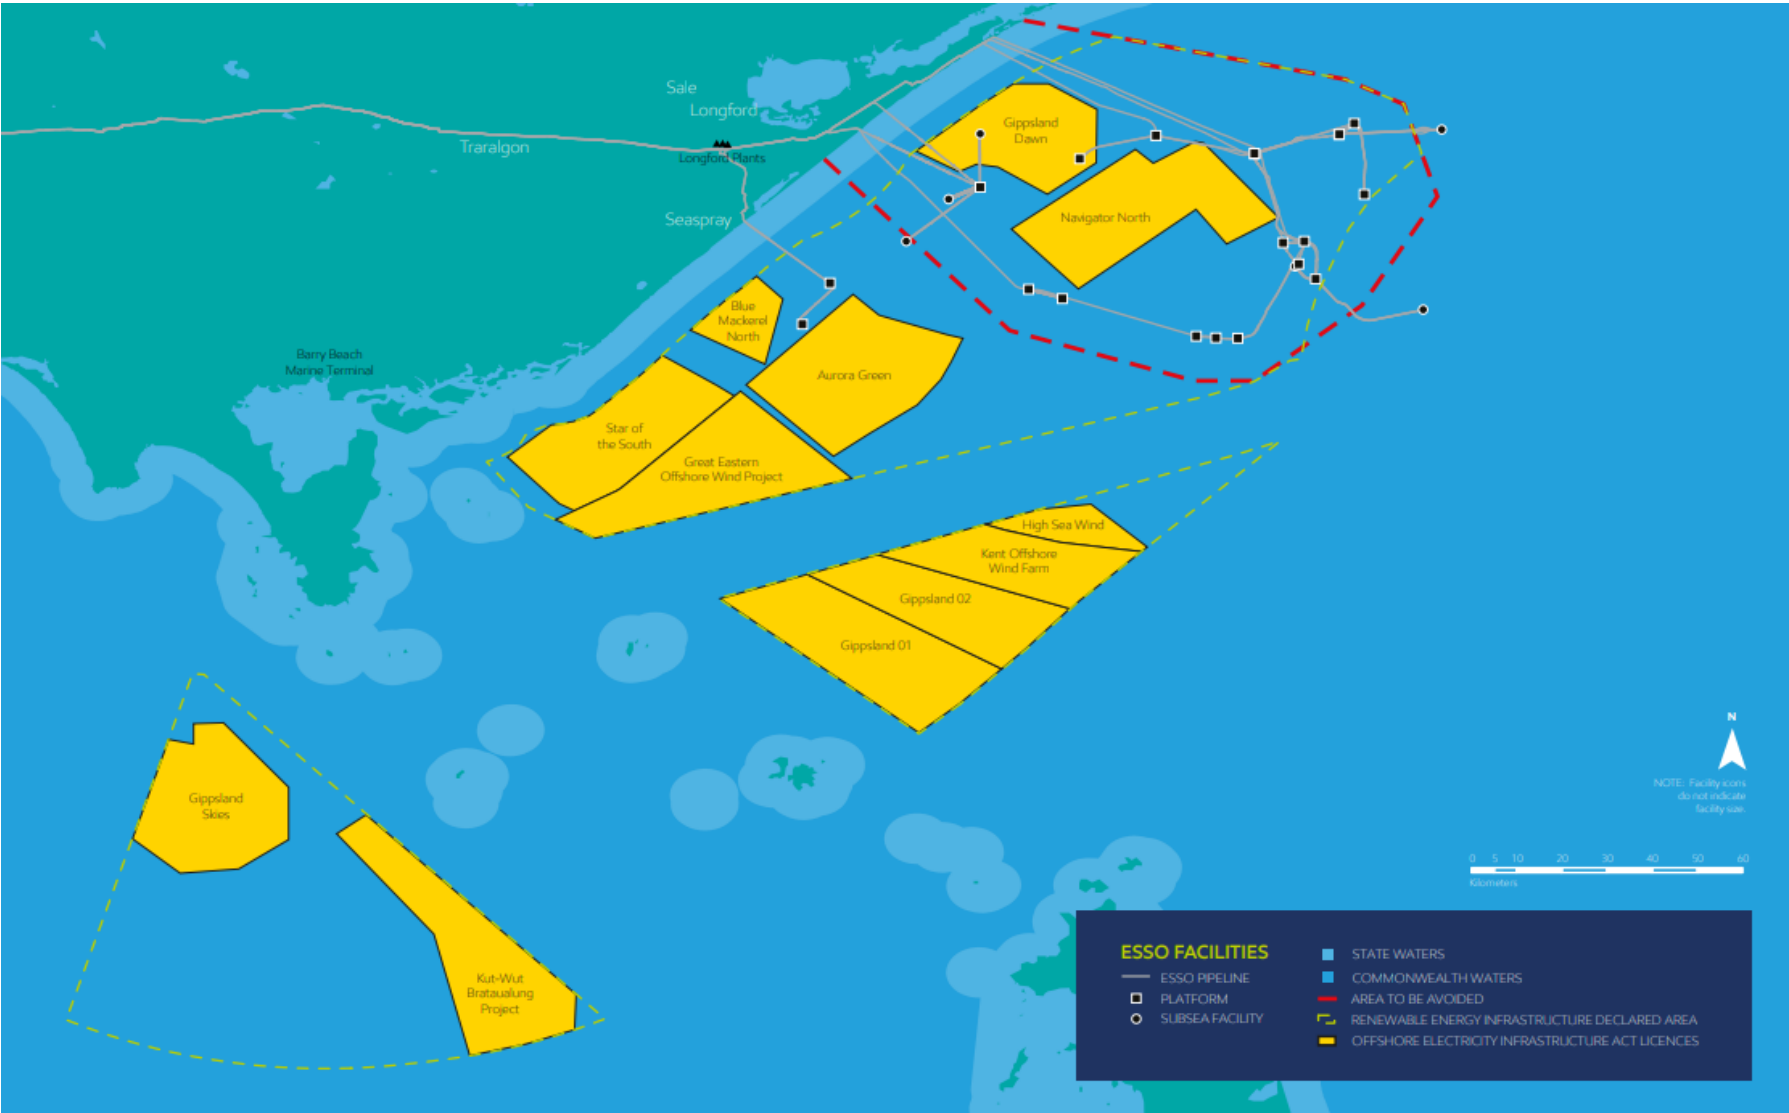 Sale
Longford
Traralgon
Longford Plants
Seaspray
Gippsland
Dawn
Navigator North
Blue
Mackerel
North
Barry Beach
Marine Terminal
Aurora Green
Star of
the South
Great Eastern
Offshore Wind Project
High Sea Wind
Kent Offshore
Wind Farm
Gippsland 02
Gippsland 01
Gippsland
Skies
Kut-Wut
Brataualung
Project
N
NOTE: Facility icons
do not indicate
facility size.
0 5 10 20 30 40 50 60
Kilometers
ESSO FACILITIES
ESSO PIPELINE
PLATFORM
SUBSEA FACILITY
STATE WATERS
COMMONWEALTH WATERS
AREA TO BE AVOIDED
RENEWABLE ENERGY INFRASTRUCTURE DECLARED AREA
OFFSHORE ELECTRICITY INFRASTRUCTURE ACT LICENCES